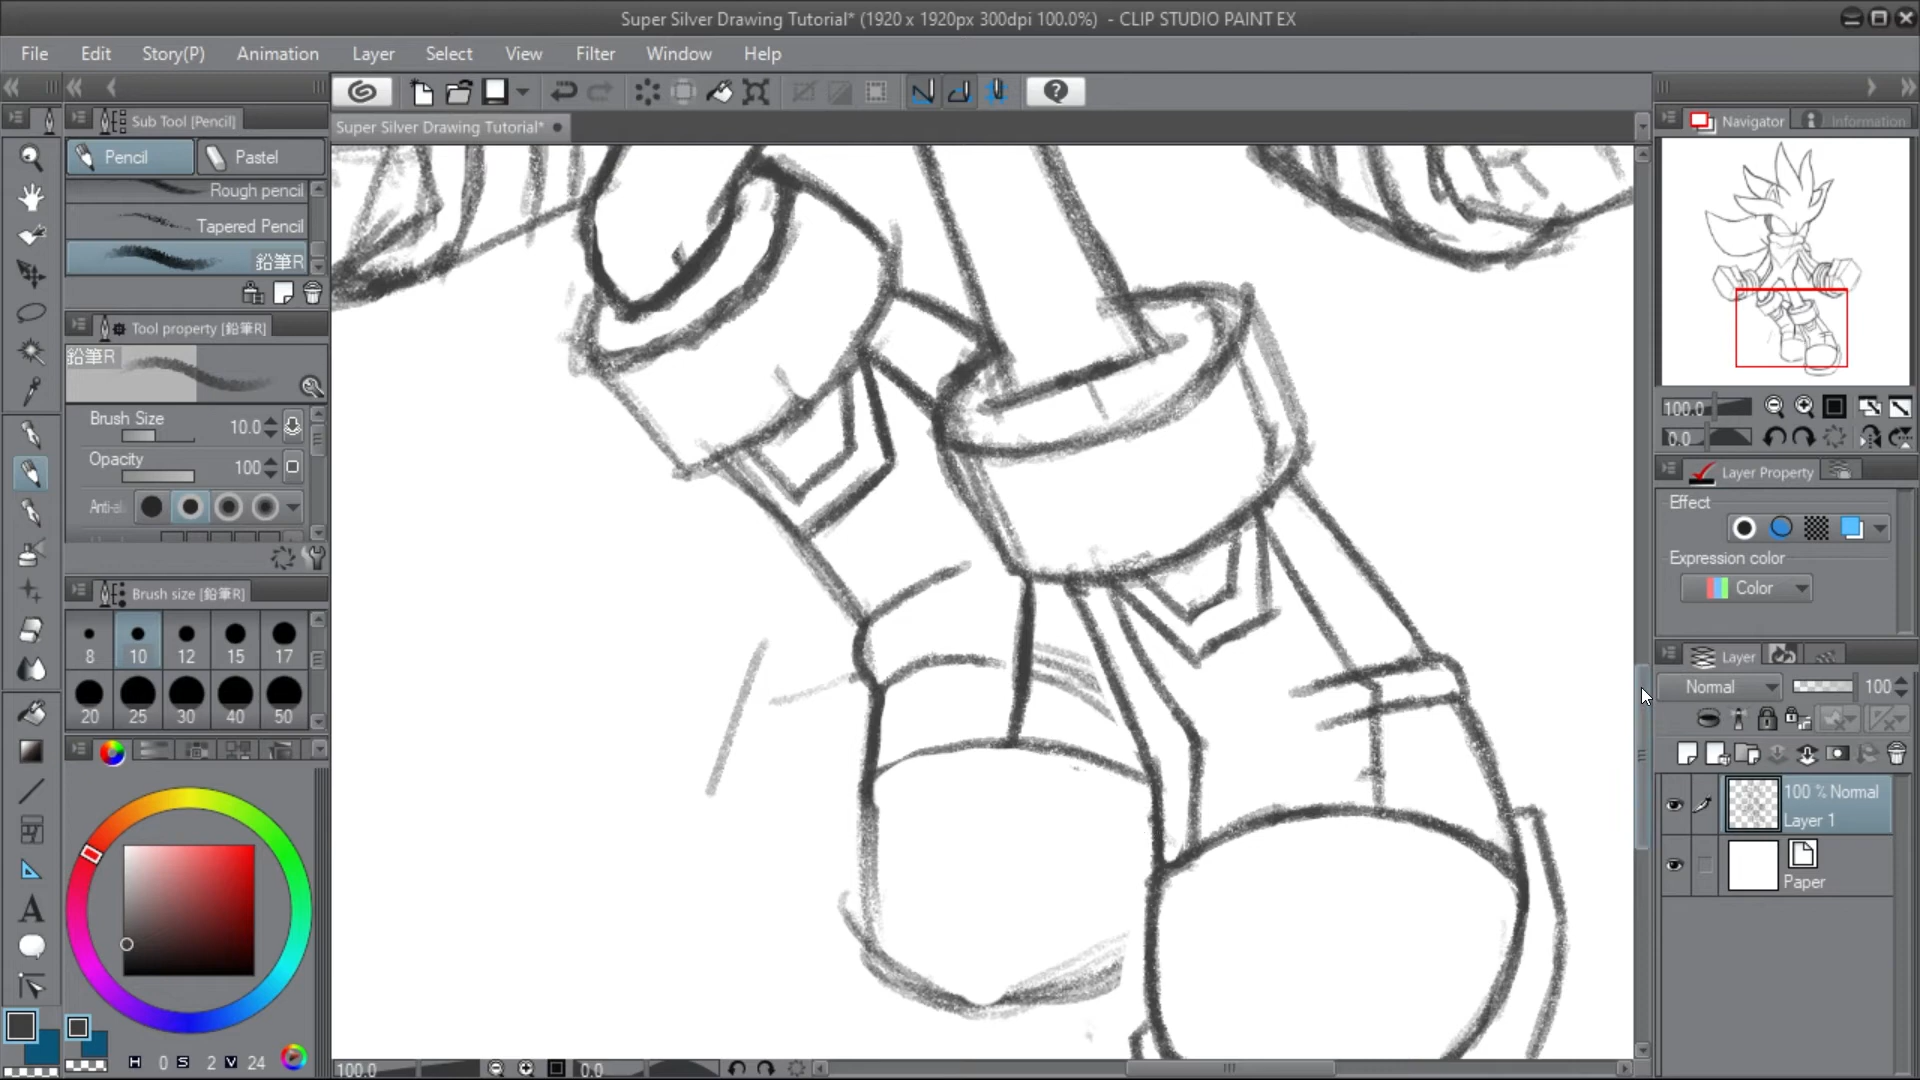 Super Silver Drawing Tutorial* (1920 x 1920px 300dpi 100.0%) - CLIP STUDIO PAINT EX
File Edit Story(P) Animation Layer Select View Filter Window Help
Sub Tool [Pencil]
Pencil
Pastel
Rough pencil
Tapered Pencil
鉛筆R
Tool property [鉛筆R]
鉛筆R
Brush Size 10.0
Opacity 100
Anti-al
Brush size [鉛筆R]
8 10 12 15 17
20 25 30 40 50
H 0 S 2 V 24
Super Silver Drawing Tutorial*
100.0
0.0
Navigator
Information
100.0
0.0
Layer Property
Effect
Expression color
Color
Layer
Normal
100
100 % Normal
Layer 1
Paper